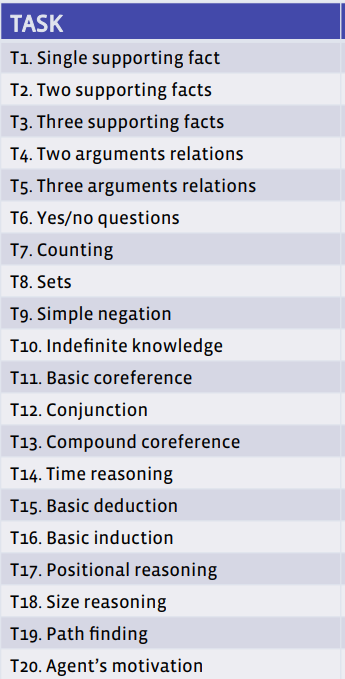 TASK
T1. Single supporting fact
T2. Two supporting facts
T3. Three supporting facts
T4. Two arguments relations
T5. Three arguments relations
T6. Yes/no questions
T7. Counting
T8. Sets
T9. Simple negation
T10. Indefinite knowledge
T11. Basic coreference
T12. Conjunction
T13. Compound coreference
T14. Time reasoning
T15. Basic deduction
T16. Basic induction
T17. Positional reasoning
T18. Size reasoning
T19. Path finding
T20. Agent’s motivation